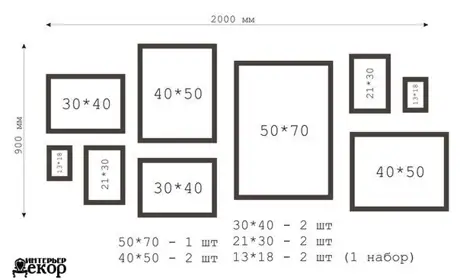 2000 мм
900 мм
30*40
40*50
50*70
21*30
13*18
13*18
21*30
30*40
40*50
50*70 - 1 шт
40*50 - 2 шт
30*40 - 2 шт
21*30 - 2 шт
13*18 - 2 шт (1 набор)
ИНТЕРЬЕР
Декор